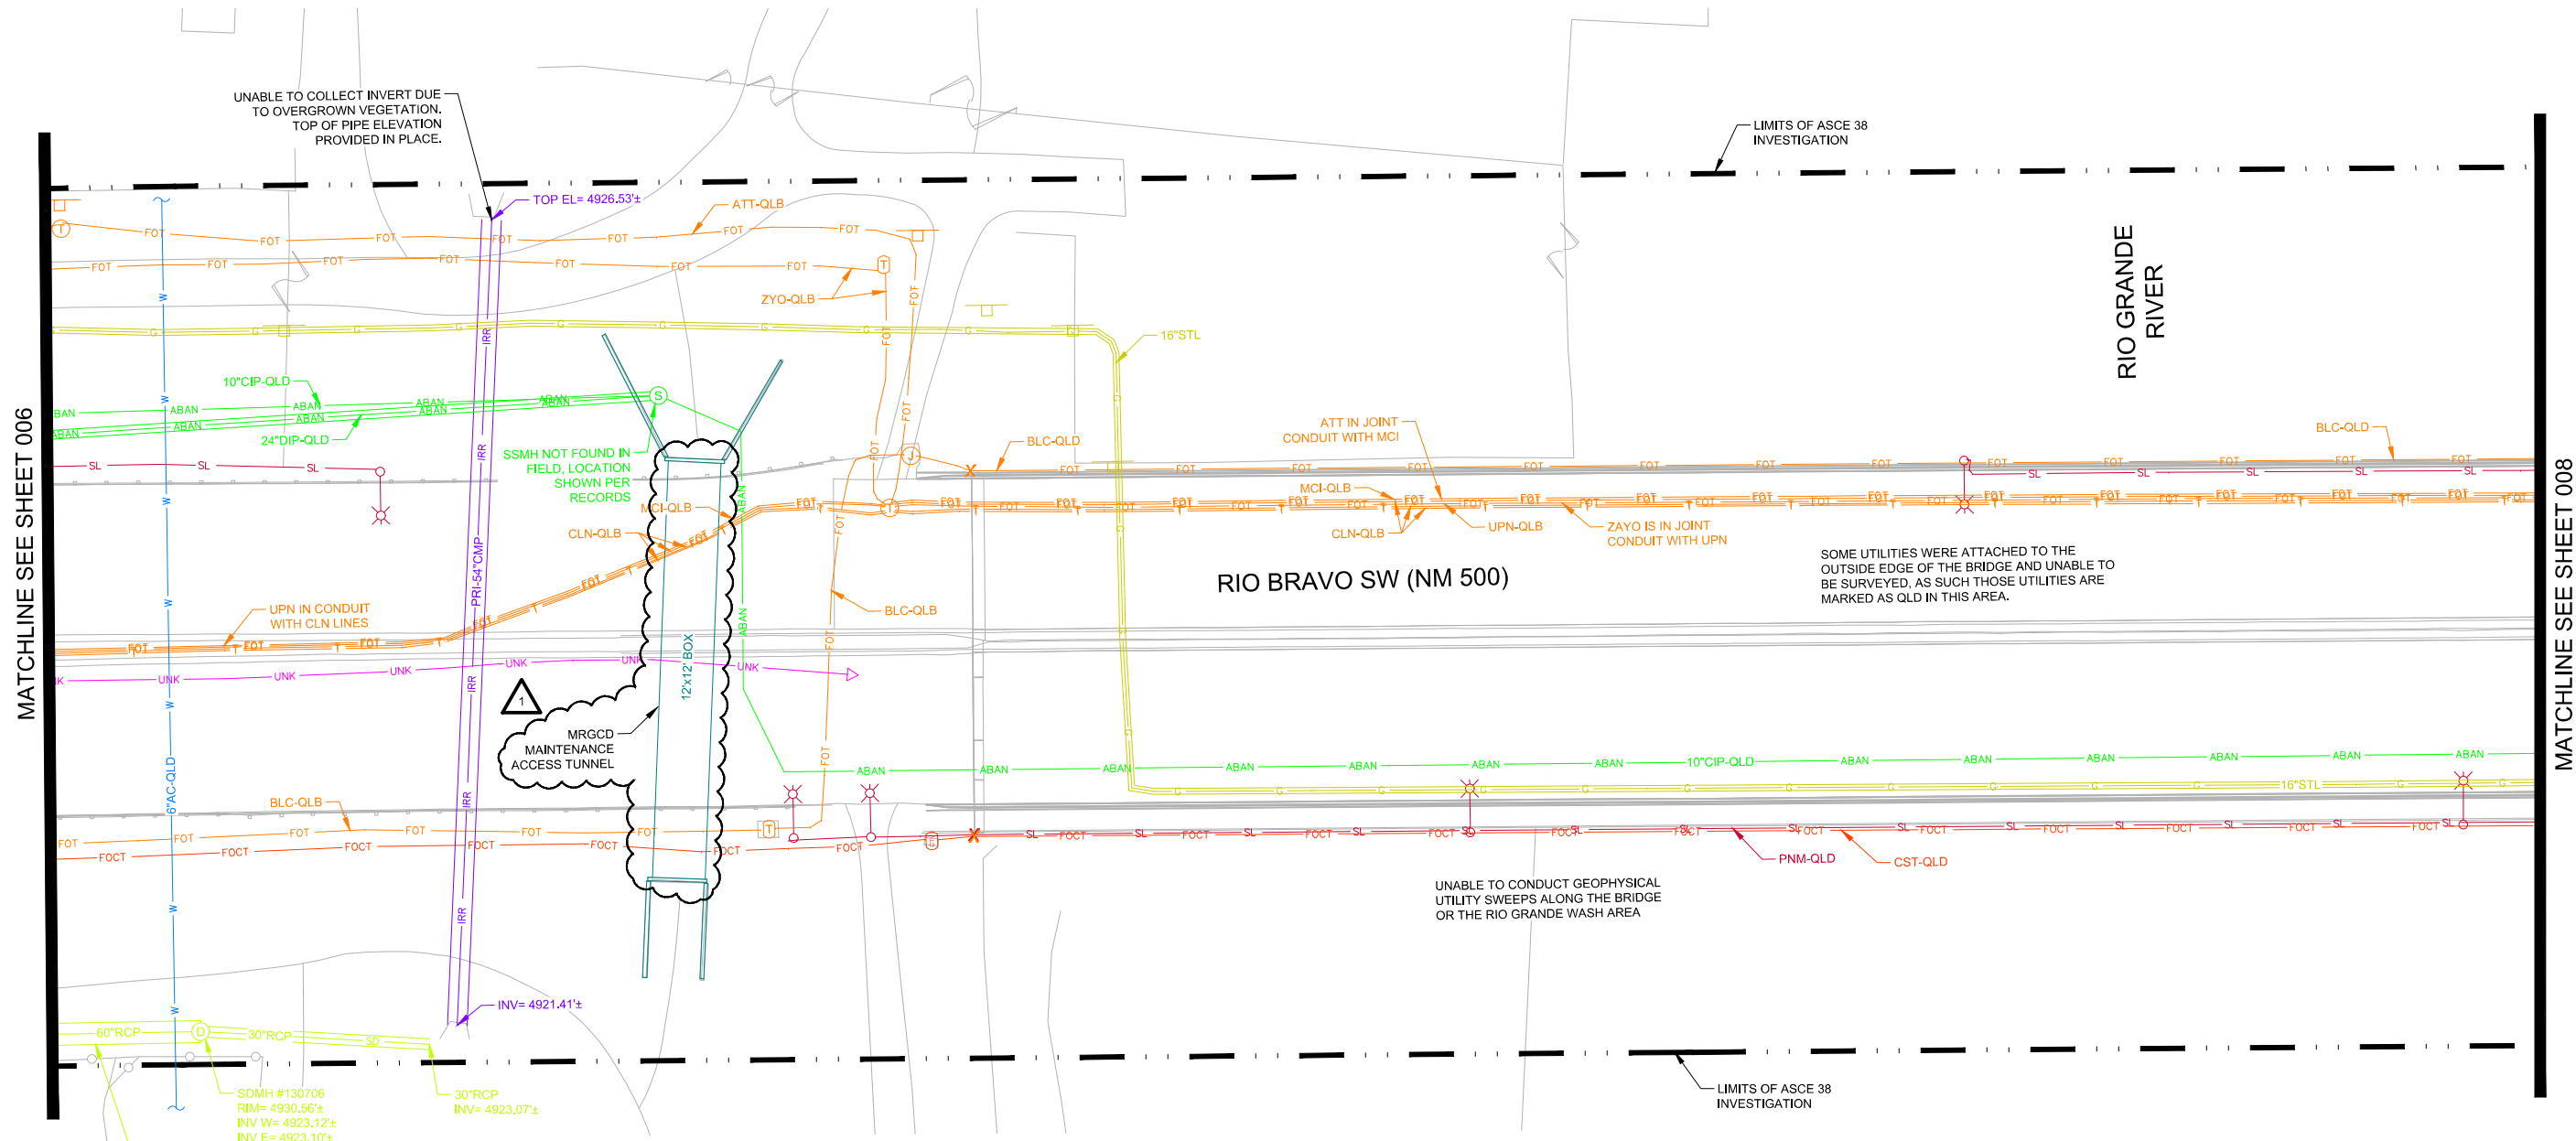 UNABLE TO COLLECT INVERT DUE
TO OVERGROWN VEGETATION.
TOP OF PIPE ELEVATION
PROVIDED IN PLACE.
LIMITS OF ASCE 38
INVESTIGATION
TOP EL= 4926.53'±
ATT-QLB
ZYO-QLB
RIO GRANDE
RIVER
16"STL
10"CIP-QLD
24"DIP-QLD
SSMH NOT FOUND IN
FIELD, LOCATION
SHOWN PER
RECORDS
BLC-QLD
ATT IN JOINT
CONDUIT WITH MCI
BLC-QLD
MCI-QLB
CLN-QLB
MCI-QLB
CLN-QLB
UPN-QLB
ZAYO IS IN JOINT
CONDUIT WITH UPN
SOME UTILITIES WERE ATTACHED TO THE
OUTSIDE EDGE OF THE BRIDGE AND UNABLE TO
BE SURVEYED, AS SUCH THOSE UTILITIES ARE
MARKED AS QLD IN THIS AREA.
RIO BRAVO SW (NM 500)
MATCHLINE SEE SHEET 006
MATCHLINE SEE SHEET 008
PRI-54"CMP
UPN IN CONDUIT
WITH CLN LINES
BLC-QLB
12'x12' BOX
1
MRGCD
MAINTENANCE
ACCESS TUNNEL
6"AC-QLD
10"CIP-QLD
16"STL
BLC-QLB
PNM-QLD
CST-QLD
UNABLE TO CONDUCT GEOPHYSICAL
UTILITY SWEEPS ALONG THE BRIDGE
OR THE RIO GRANDE WASH AREA
INV= 4921.41'±
60"RCP
D
30"RCP
SD
SDMH #130706
RIM= 4930.56'±
INV W= 4923.12'±
INV E= 4923.10'±
30"RCP
INV= 4923.07'±
LIMITS OF ASCE 38
INVESTIGATION
FOT
FOT
G
ABAN
SL
T
S
J
W
IRR
UNK
FOCT